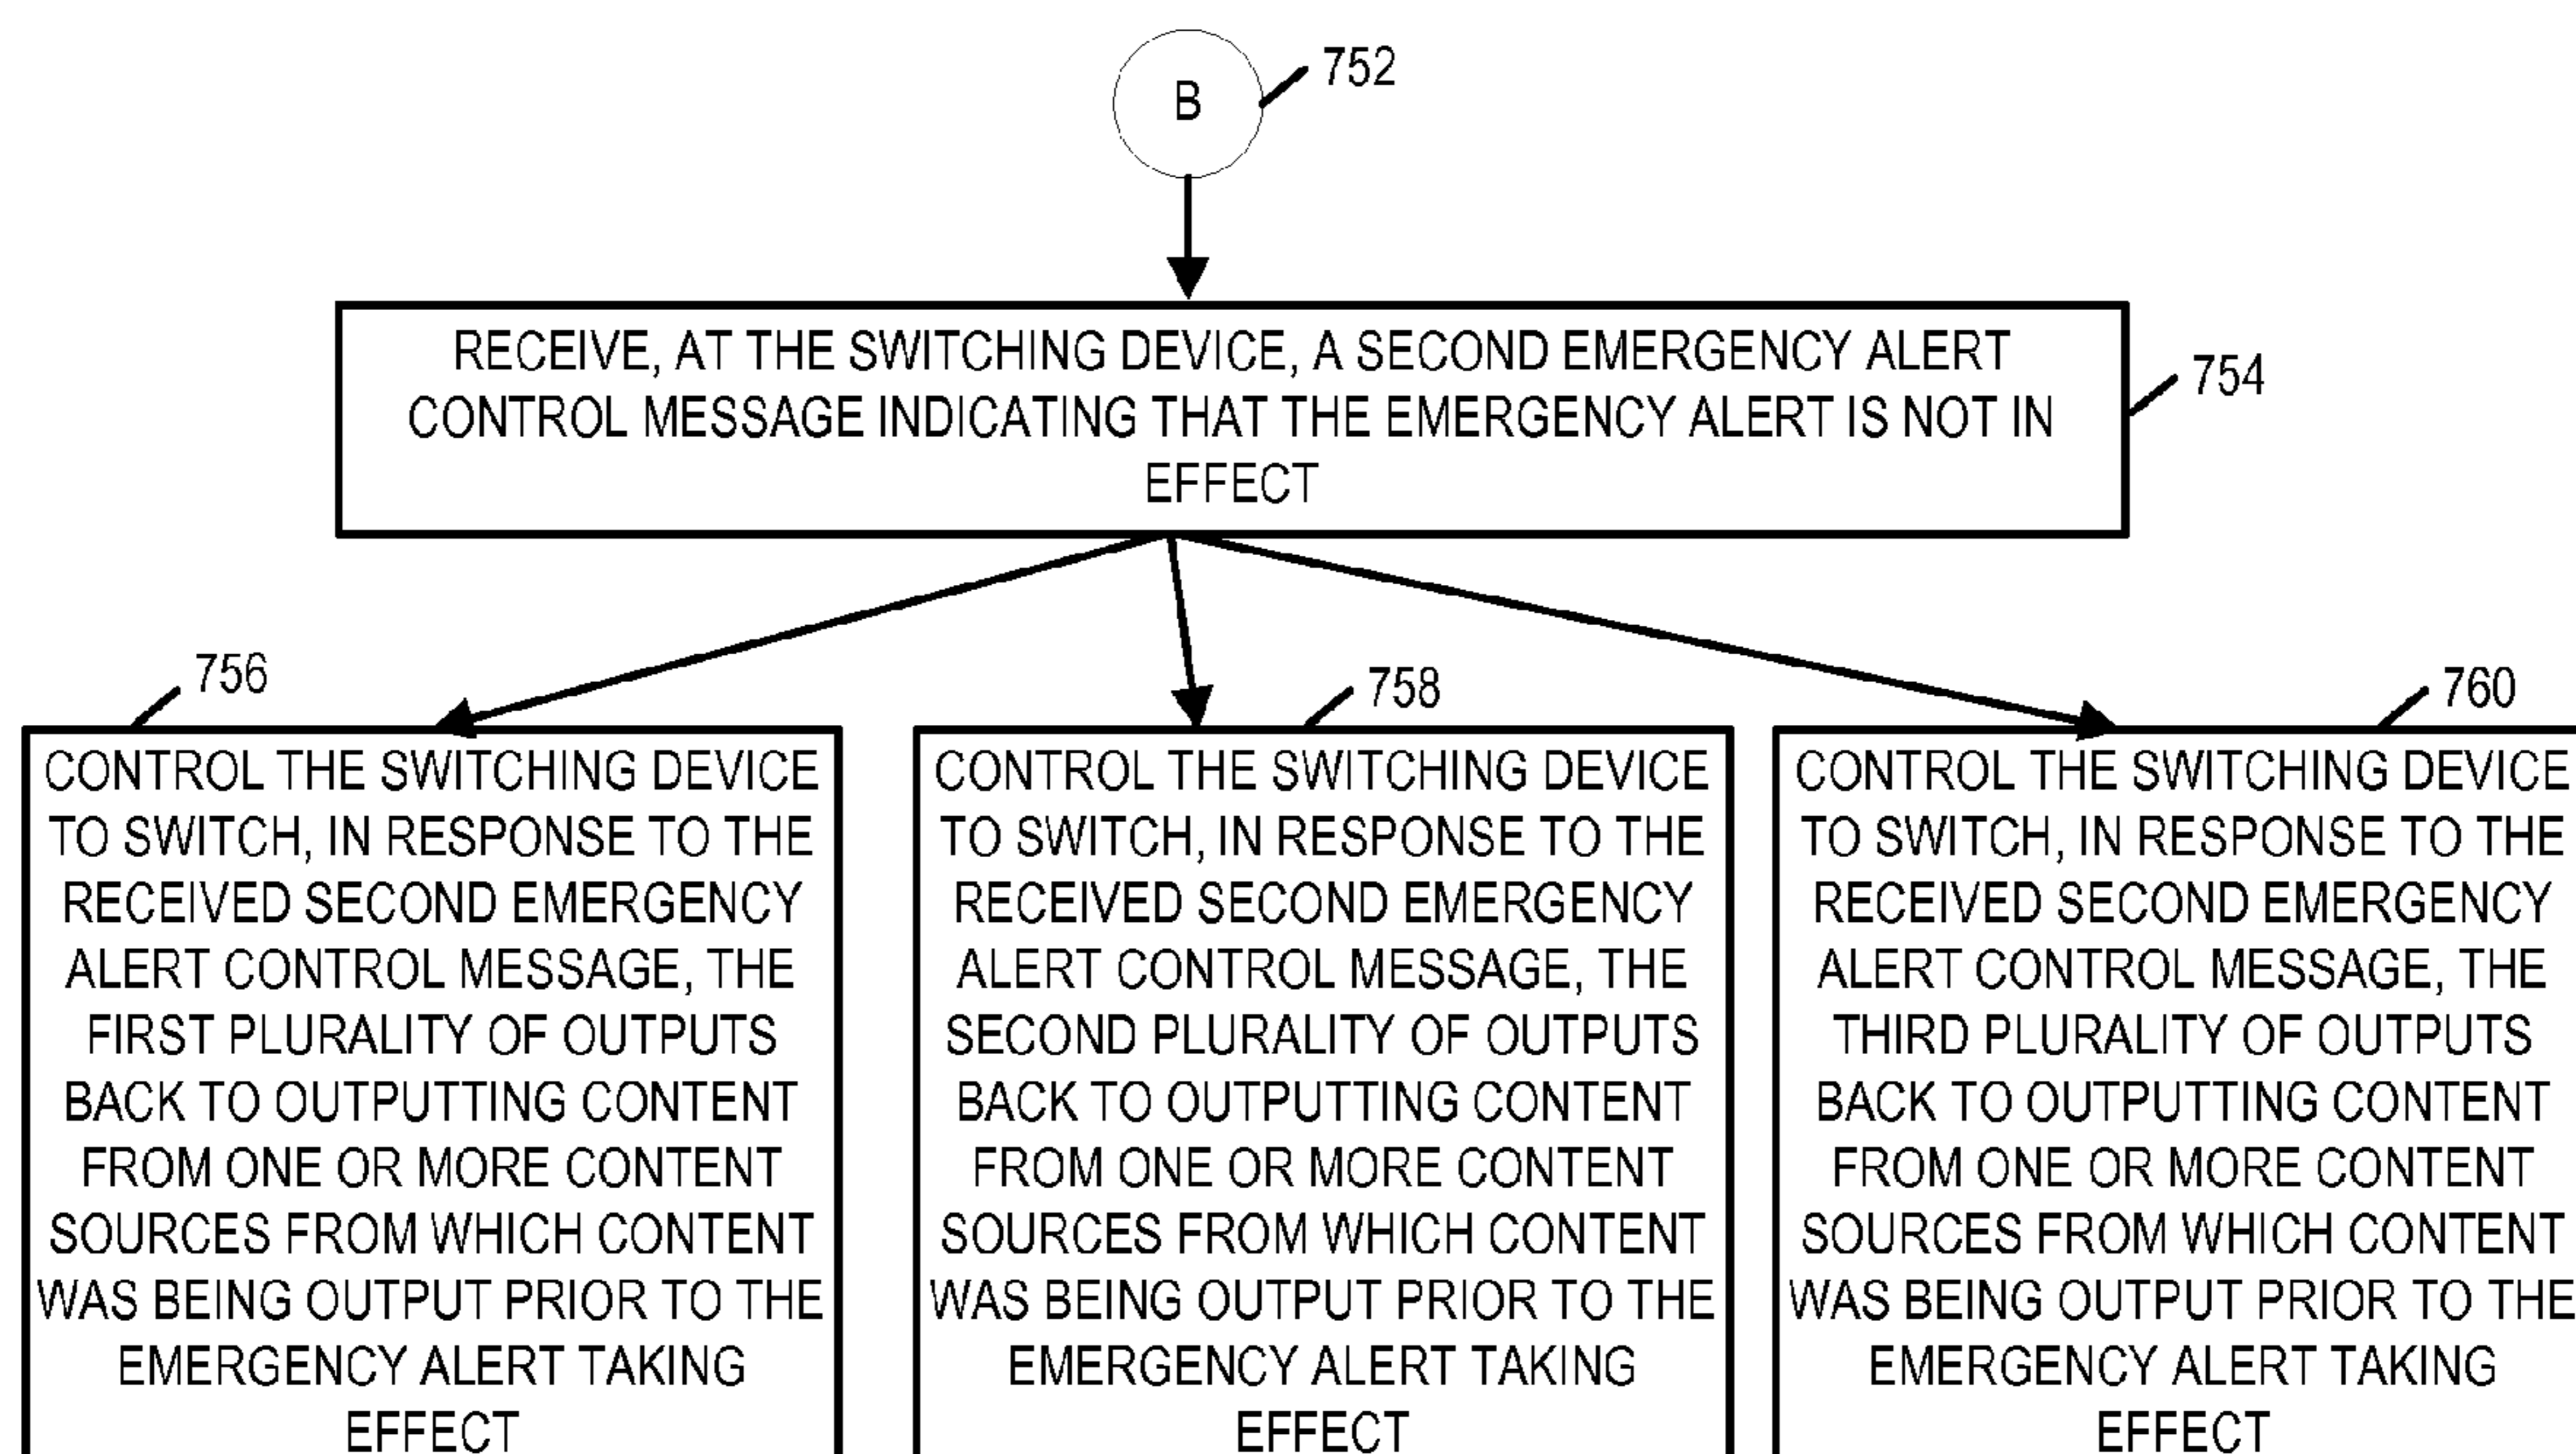 B
752
RECEIVE, AT THE SWITCHING DEVICE, A SECOND EMERGENCY ALERT
CONTROL MESSAGE INDICATING THAT THE EMERGENCY ALERT IS NOT IN
EFFECT
754
756
CONTROL THE SWITCHING DEVICE
TO SWITCH, IN RESPONSE TO THE
RECEIVED SECOND EMERGENCY
ALERT CONTROL MESSAGE, THE
FIRST PLURALITY OF OUTPUTS
BACK TO OUTPUTTING CONTENT
FROM ONE OR MORE CONTENT
SOURCES FROM WHICH CONTENT
WAS BEING OUTPUT PRIOR TO THE
EMERGENCY ALERT TAKING
EFFECT
758
CONTROL THE SWITCHING DEVICE
TO SWITCH, IN RESPONSE TO THE
RECEIVED SECOND EMERGENCY
ALERT CONTROL MESSAGE, THE
SECOND PLURALITY OF OUTPUTS
BACK TO OUTPUTTING CONTENT
FROM ONE OR MORE CONTENT
SOURCES FROM WHICH CONTENT
WAS BEING OUTPUT PRIOR TO THE
EMERGENCY ALERT TAKING
EFFECT
760
CONTROL THE SWITCHING DEVICE
TO SWITCH, IN RESPONSE TO THE
RECEIVED SECOND EMERGENCY
ALERT CONTROL MESSAGE, THE
THIRD PLURALITY OF OUTPUTS
BACK TO OUTPUTTING CONTENT
FROM ONE OR MORE CONTENT
SOURCES FROM WHICH CONTENT
WAS BEING OUTPUT PRIOR TO THE
EMERGENCY ALERT TAKING
EFFECT